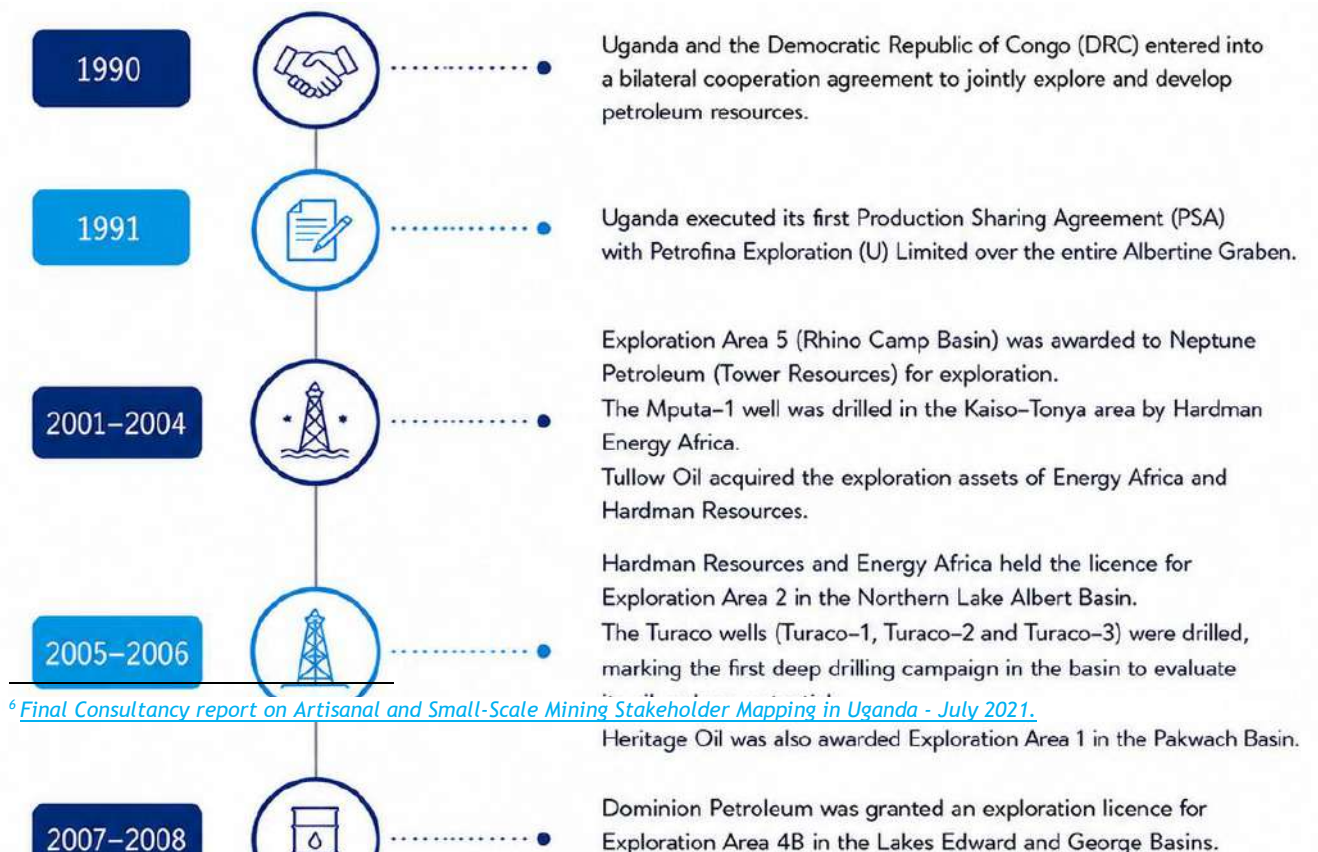 1990
Uganda and the Democratic Republic of Congo (DRC) entered into
a bilateral cooperation agreement to jointly explore and develop
petroleum resources.
1991
Uganda executed its first Production Sharing Agreement (PSA)
with Petrofina Exploration (U) Limited over the entire Albertine Graben.
2001–2004
Exploration Area 5 (Rhino Camp Basin) was awarded to Neptune
Petroleum (Tower Resources) for exploration.
The Mputa–1 well was drilled in the Kaiso–Tonya area by Hardman
Energy Africa.
Tullow Oil acquired the exploration assets of Energy Africa and
Hardman Resources.
2005–2006
Hardman Resources and Energy Africa held the licence for
Exploration Area 2 in the Northern Lake Albert Basin.
The Turaco wells (Turaco–1, Turaco–2 and Turaco–3) were drilled,
marking the first deep drilling campaign in the basin to evaluate
6 Final Consultancy report on Artisanal and Small-Scale Mining Stakeholder Mapping in Uganda - July 2021.
Heritage Oil was also awarded Exploration Area 1 in the Pakwach Basin.
2007–2008
Dominion Petroleum was granted an exploration licence for
Exploration Area 4B in the Lakes Edward and George Basins.